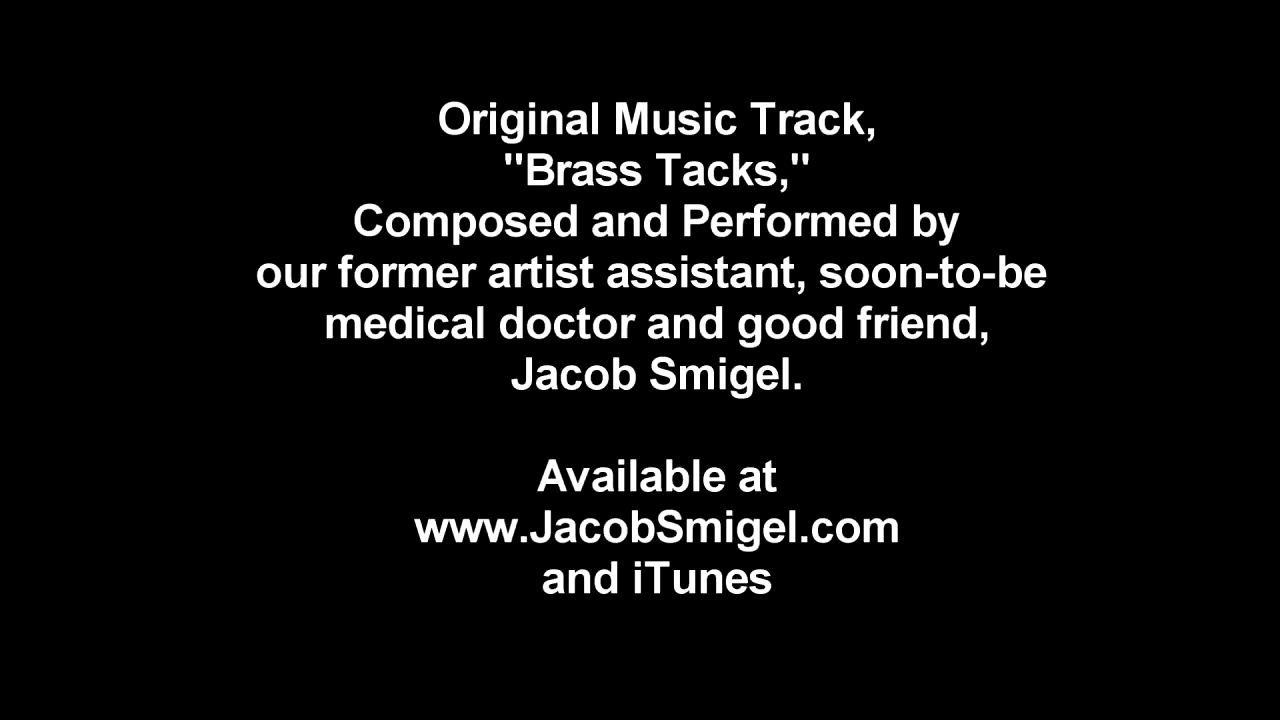 Original Music Track,
"Brass Tacks,"
Composed and Performed by
our former artist assistant, soon-to-be
medical doctor and good friend,
Jacob Smigel.
Available at
www.JacobSmigel.com
and iTunes